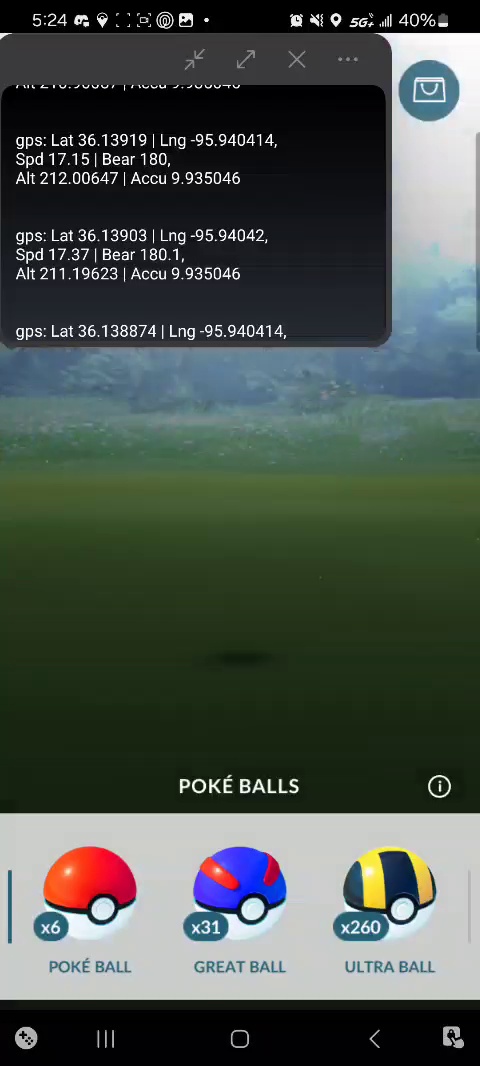 5:24
5G+
40%
gps: Lat 36.13919 | Lng -95.940414,
Spd 17.15 | Bear 180,
Alt 212.00647 | Accu 9.935046
gps: Lat 36.13903 | Lng -95.94042,
Spd 17.37 | Bear 180.1,
Alt 211.19623 | Accu 9.935046
gps: Lat 36.138874 | Lng -95.940414,
POKÉ BALLS
x6
x31
x260
POKÉ BALL
GREAT BALL
ULTRA BALL